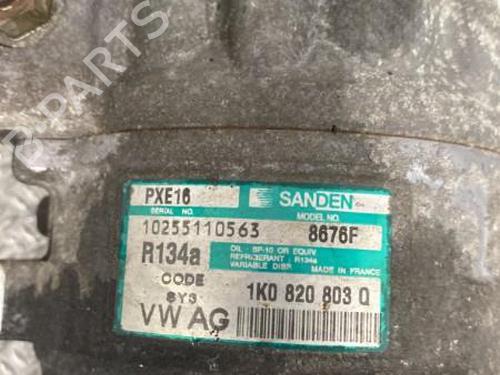 B-PARTS
PXE16 SANDEN
SERIAL NO. MODEL NO.
10255110563 8676F
R134a
OIL - SP-10 OR EQUIV
REFRIGERANT : R134a
VARIABLE DISP. MADE IN FRANCE
CODE
SY3
1K0 820 803 Q
VW AG